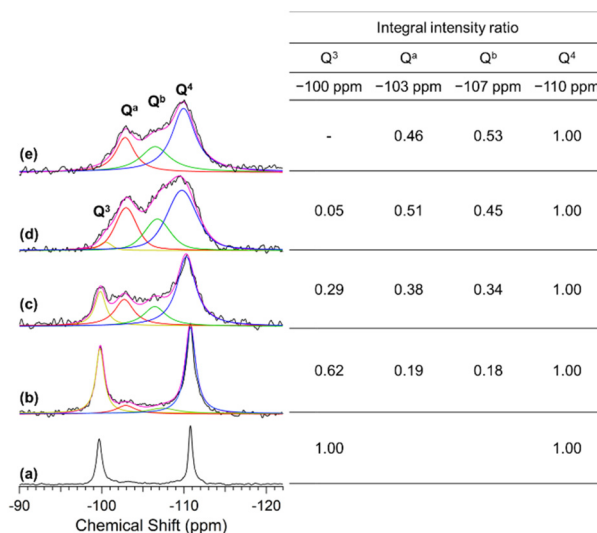 Integral intensity ratio
Q³ Qᵃ Qᵇ Q⁴
−100 ppm −103 ppm −107 ppm −110 ppm
Qᵃ Qᵇ Q⁴
(e) - 0.46 0.53 1.00
Q³
(d) 0.05 0.51 0.45 1.00
(c) 0.29 0.38 0.34 1.00
(b) 0.62 0.19 0.18 1.00
(a) 1.00 1.00
-90 -100 -110 -120
Chemical Shift (ppm)